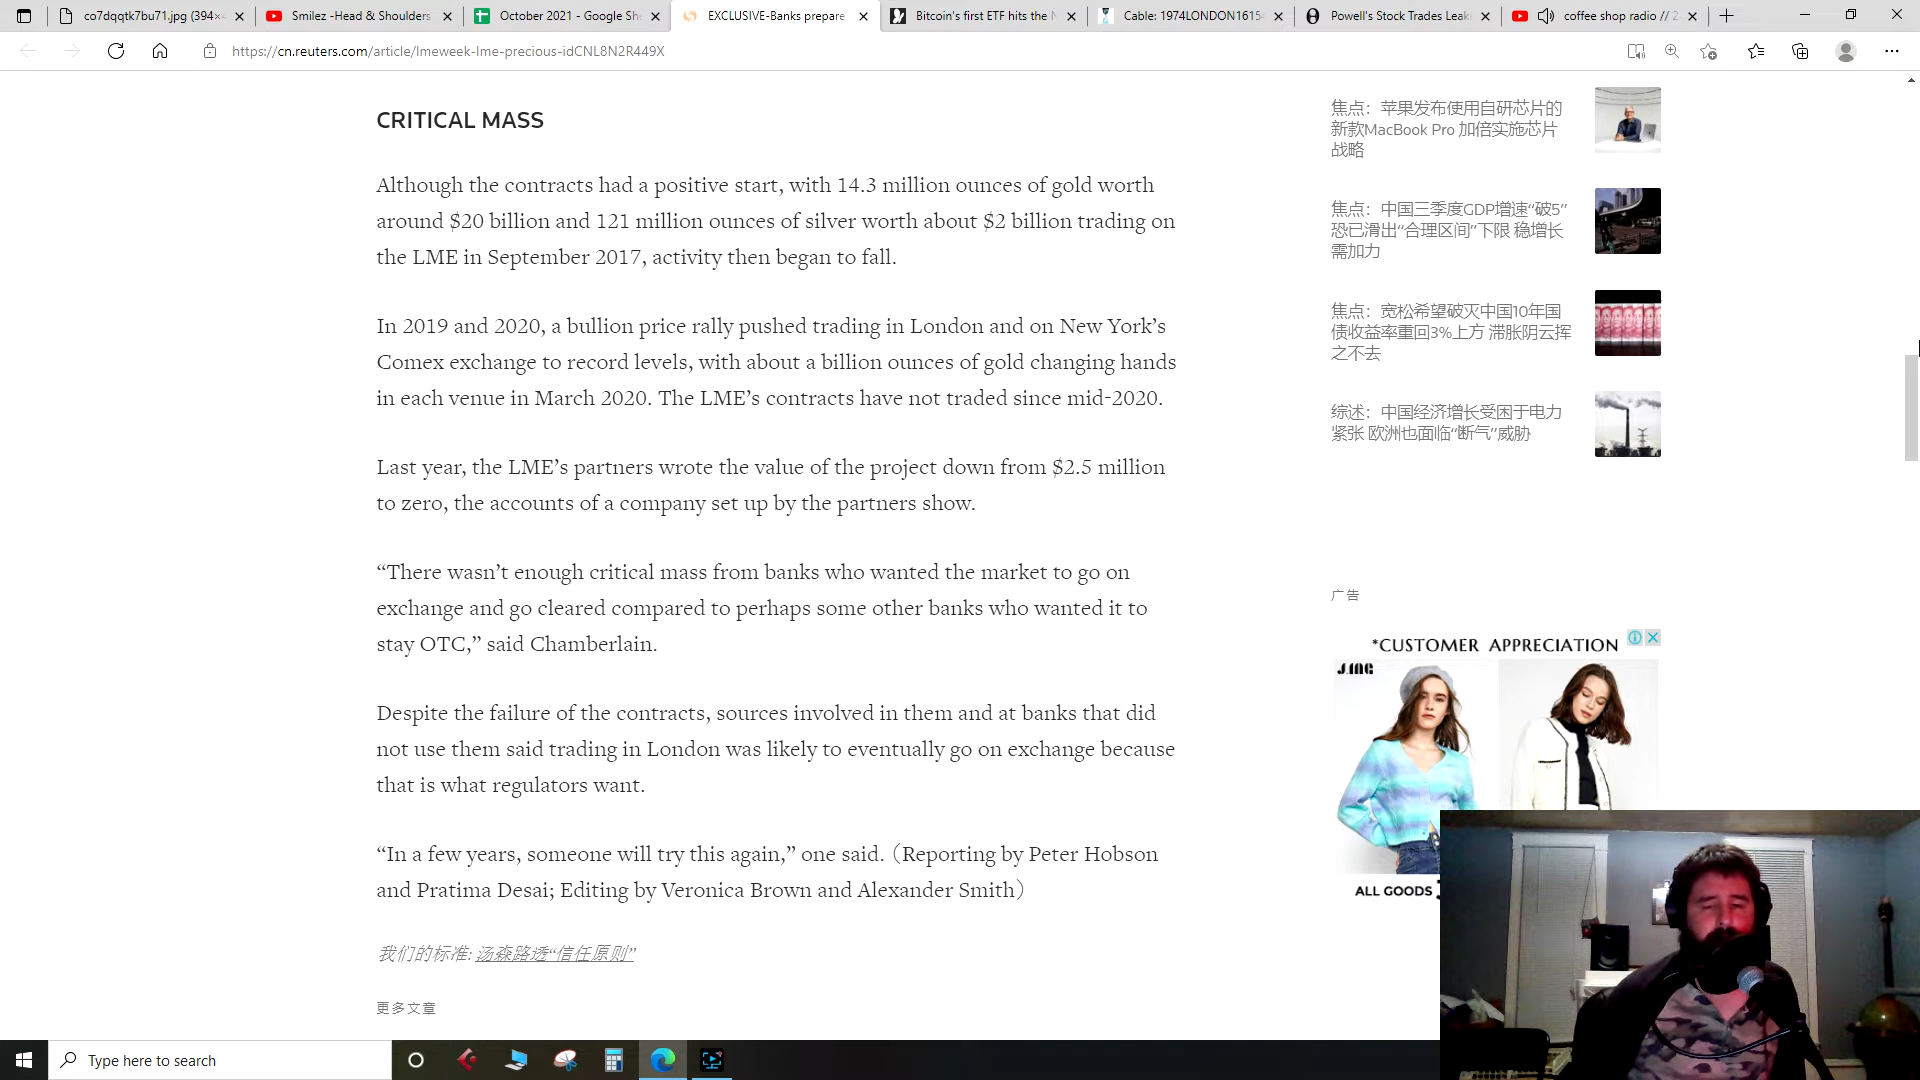 co7dqqtk7bu71.jpg (394×4
Smilez -Head & Shoulders
October 2021 - Google She
EXCLUSIVE-Banks prepare
Bitcoin's first ETF hits the N
Cable: 1974LONDON16154
Powell's Stock Trades Leak
coffee shop radio // 2
https://cn.reuters.com/article/lmeweek-lme-precious-idCNL8N2R449X
CRITICAL MASS
Although the contracts had a positive start, with 14.3 million ounces of gold worth
around $20 billion and 121 million ounces of silver worth about $2 billion trading on
the LME in September 2017, activity then began to fall.
In 2019 and 2020, a bullion price rally pushed trading in London and on New York’s
Comex exchange to record levels, with about a billion ounces of gold changing hands
in each venue in March 2020. The LME’s contracts have not traded since mid-2020.
Last year, the LME’s partners wrote the value of the project down from $2.5 million
to zero, the accounts of a company set up by the partners show.
“There wasn’t enough critical mass from banks who wanted the market to go on
exchange and go cleared compared to perhaps some other banks who wanted it to
stay OTC,” said Chamberlain.
Despite the failure of the contracts, sources involved in them and at banks that did
not use them said trading in London was likely to eventually go on exchange because
that is what regulators want.
“In a few years, someone will try this again,” one said.（Reporting by Peter Hobson
and Pratima Desai; Editing by Veronica Brown and Alexander Smith）
我们的标准: 汤森路透“信任原则”
更多文章
焦点：苹果发布使用自研芯片的
新款MacBook Pro 加倍实施芯片
战略
焦点：中国三季度GDP增速“破5”
恐已滑出“合理区间”下限 稳增长
需加力
焦点：宽松希望破灭中国10年国
债收益率重回3%上方 滞胀阴云挥
之不去
综述：中国经济增长受困于电力
紧张 欧洲也面临“断气”威胁
广告
*CUSTOMER APPRECIATION
J.ING
ALL GOODS
Type here to search